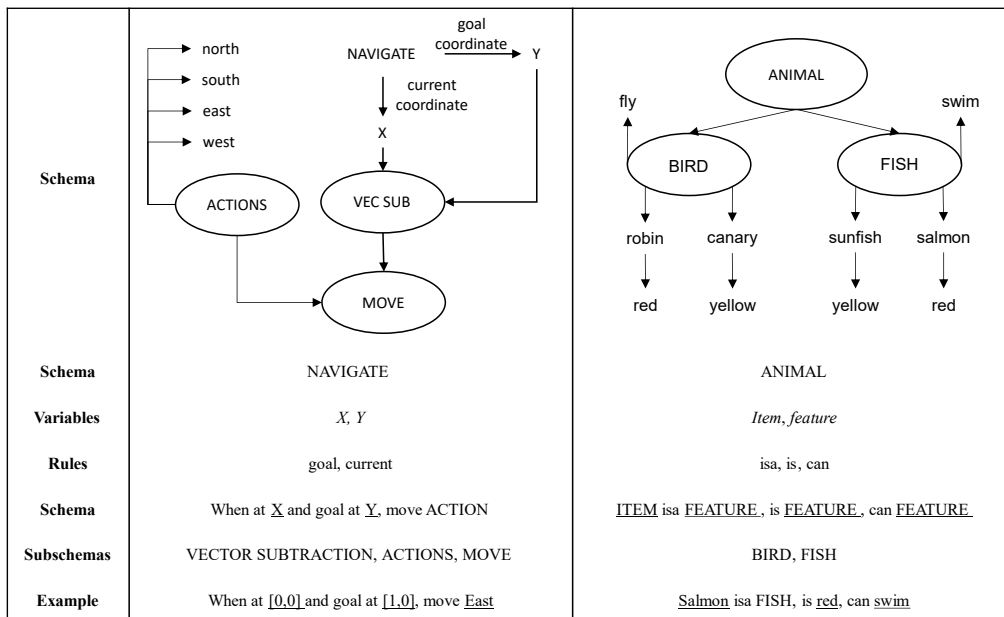 Schema
north
south
east
west
ACTIONS
NAVIGATE
goal
coordinate
Y
current
coordinate
X
VEC SUB
MOVE
ANIMAL
fly
swim
BIRD
FISH
robin
canary
sunfish
salmon
red
yellow
yellow
red
Schema
NAVIGATE
ANIMAL
Variables
X, Y
Item, feature
Rules
goal, current
isa, is, can
Schema
When at X and goal at Y, move ACTION
ITEM isa FEATURE , is FEATURE , can FEATURE
Subschemas
VECTOR SUBTRACTION, ACTIONS, MOVE
BIRD, FISH
Example
When at [0,0] and goal at [1,0], move East
Salmon isa FISH, is red, can swim